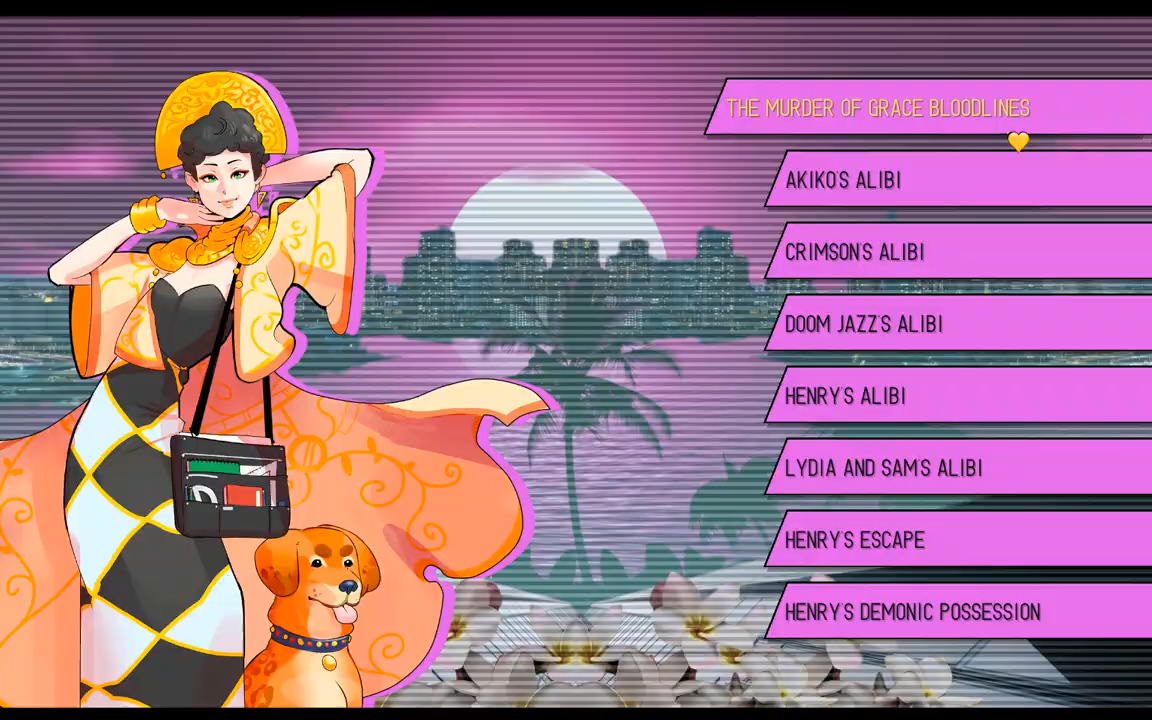 THE MURDER OF GRACE BLOODLINES
AKIKO'S ALIBI
CRIMSON'S ALIBI
DOOM JAZZ'S ALIBI
HENRY'S ALIBI
LYDIA AND SAM'S ALIBI
HENRY'S ESCAPE
HENRY'S DEMONIC POSSESSION